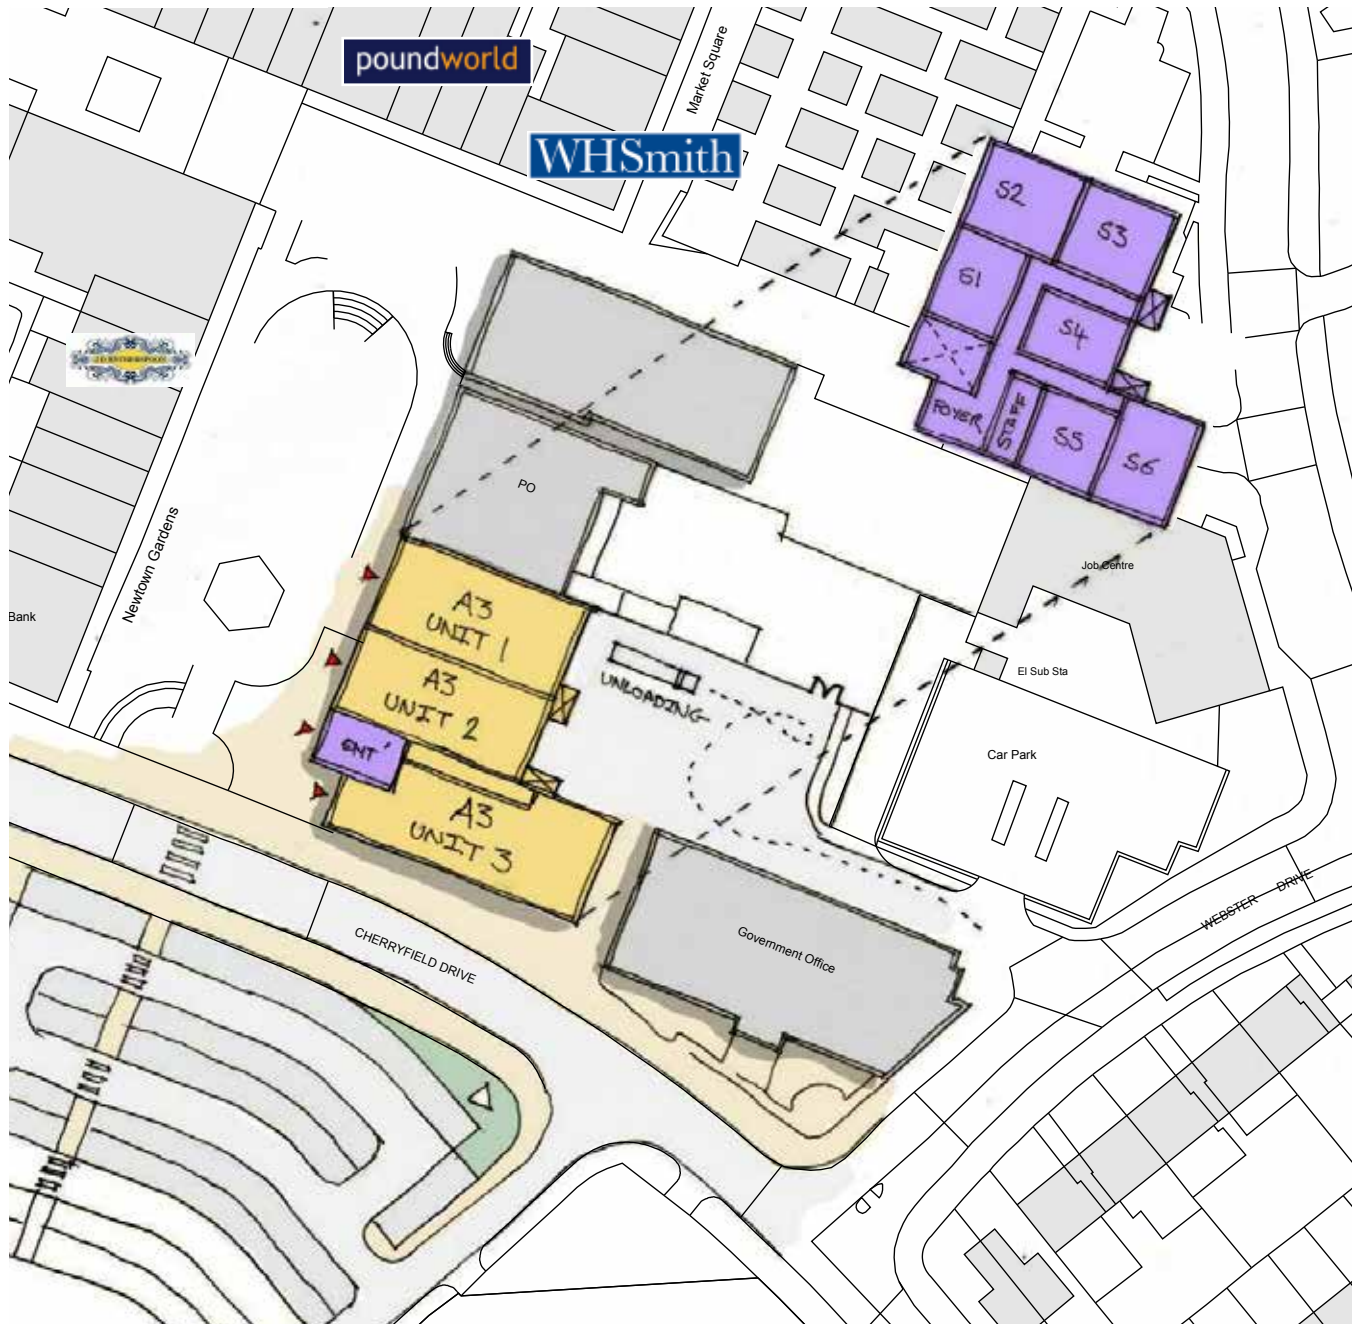 poundworld
Market Square
WHSmith
S2
S3
S1
S4
FOYER
STAFF
S5
S6
PO
Newtown Gardens
Bank
Job Centre
A3
UNIT 1
El Sub Sta
UNLOADING
A3
UNIT 2
ENT'
Car Park
A3
UNIT 3
WEBSTER DRIVE
CHERRYFIELD DRIVE
Government Office